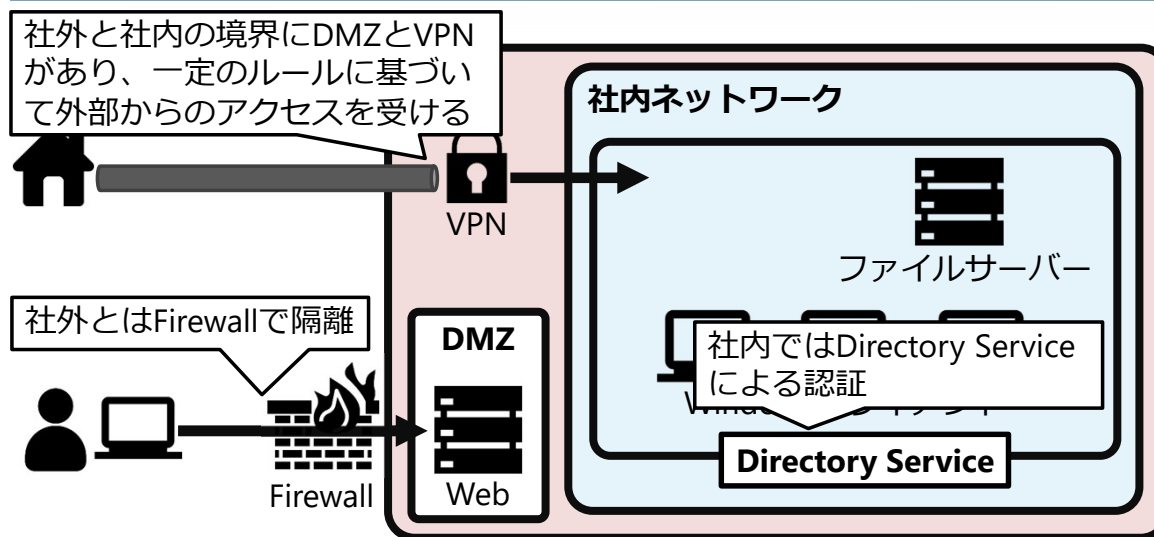 社外と社内の境界にDMZとVPN
があり、一定のルールに基づい
て外部からのアクセスを受ける
社内ネットワーク
VPN
ファイルサーバー
社外とはFirewallで隔離
DMZ
社内ではDirectory Service
による認証
Directory Service
Firewall
Web